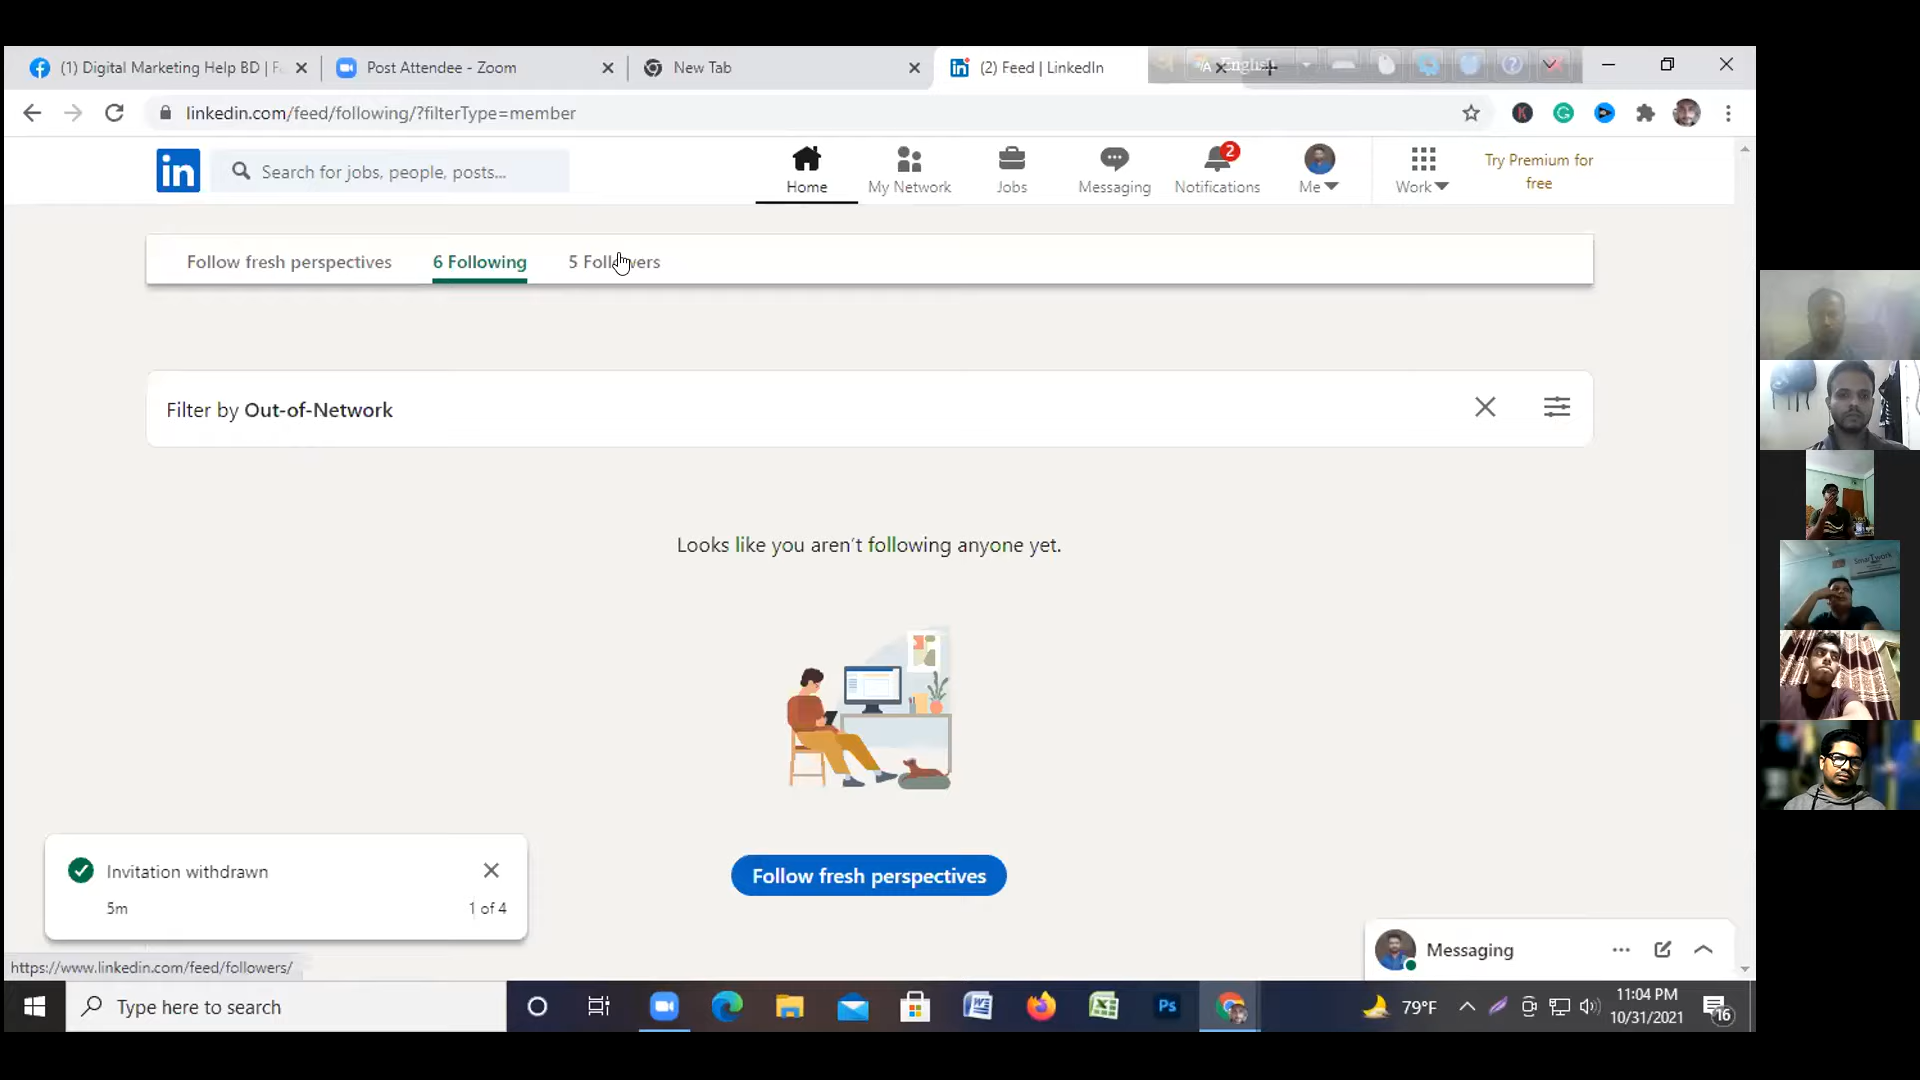 (1) Digital Marketing Help BD | F
Post Attendee - Zoom
New Tab
(2) Feed | LinkedIn
English
linkedin.com/feed/following/?filterType=member
in
Search for jobs, people, posts...
Home
My Network
Jobs
Messaging
2
Notifications
Me
Work
Try Premium for
free
Follow fresh perspectives
6 Following
5 Followers
Filter by Out-of-Network
Looks like you aren't following anyone yet.
Follow fresh perspectives
Invitation withdrawn
5m
1 of 4
Messaging
https://www.linkedin.com/feed/followers/
Type here to search
Ps
79°F
11:04 PM
10/31/2021
16